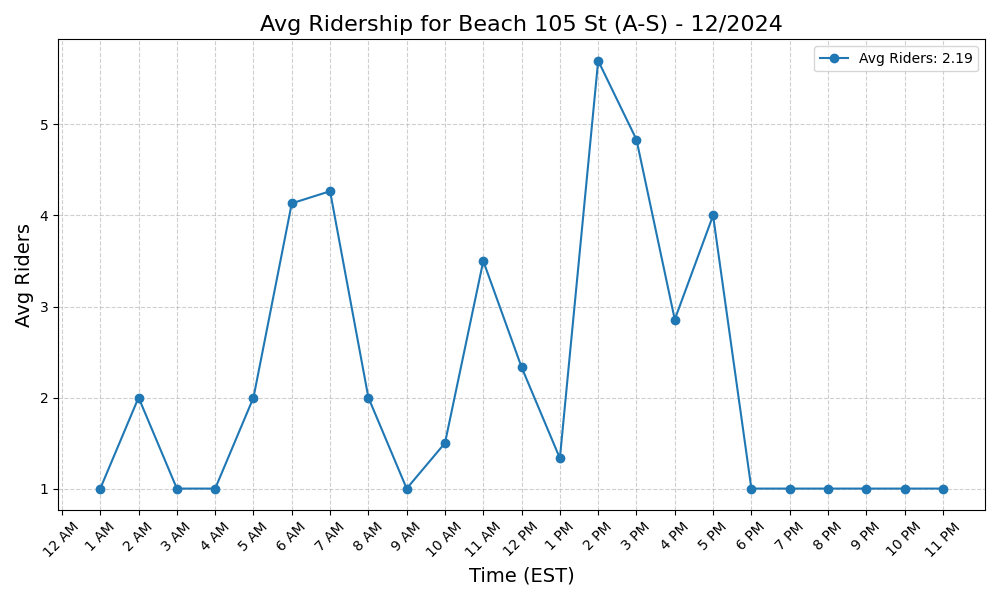 Avg Ridership for Beach 105 St (A-S) - 12/2024
Avg Riders: 2.19
Avg Riders
5
4
3
2
1
12 AM
1 AM
2 AM
3 AM
4 AM
5 AM
6 AM
7 AM
8 AM
9 AM
10 AM
11 AM
12 PM
1 PM
2 PM
3 PM
4 PM
5 PM
6 PM
7 PM
8 PM
9 PM
10 PM
11 PM
Time (EST)